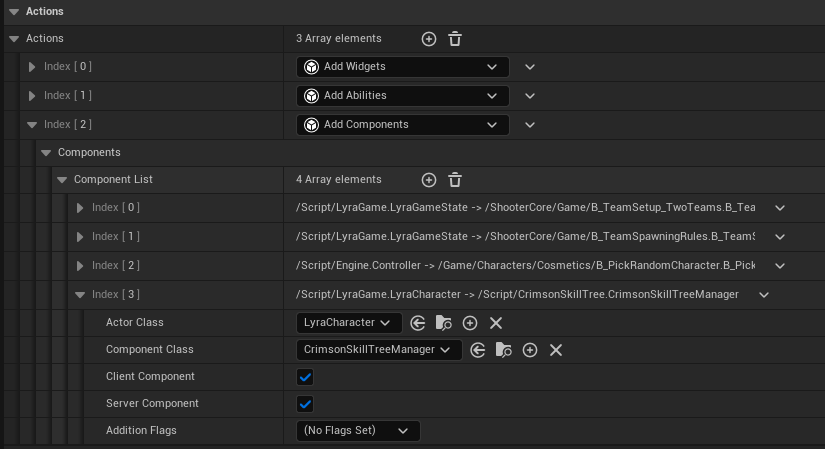 Actions
Actions 3 Array elements
Index [ 0 ] Add Widgets
Index [ 1 ] Add Abilities
Index [ 2 ] Add Components
Components
Component List 4 Array elements
Index [ 0 ] /Script/LyraGame.LyraGameState -> /ShooterCore/Game/B_TeamSetup_TwoTeams.B_Tea
Index [ 1 ] /Script/LyraGame.LyraGameState -> /ShooterCore/Game/B_TeamSpawningRules.B_TeamS
Index [ 2 ] /Script/Engine.Controller -> /Game/Characters/Cosmetics/B_PickRandomCharacter.B_Pick
Index [ 3 ] /Script/LyraGame.LyraCharacter -> /Script/CrimsonSkillTree.CrimsonSkillTreeManager
Actor Class LyraCharacter
Component Class CrimsonSkillTreeManager
Client Component
Server Component
Addition Flags (No Flags Set)